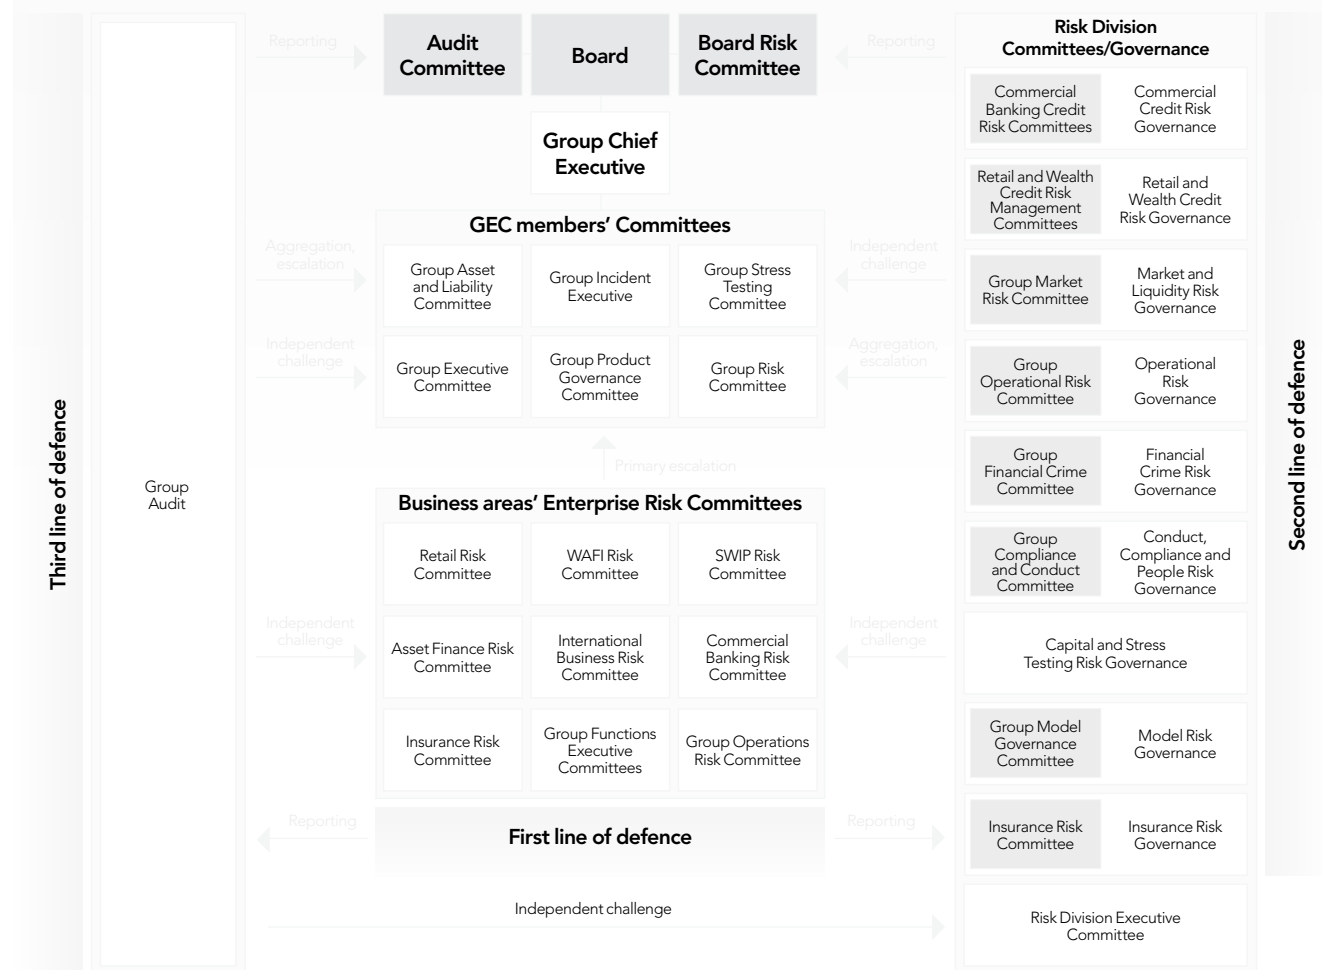 Third line of defence
Group
Audit
Reporting
Aggregation,
escalation
Independent
challenge
Independent
challenge
Reporting
Audit
Committee
Board
Board Risk
Committee
Group Chief
Executive
GEC members’ Committees
Group Asset
and Liability
Committee
Group Incident
Executive
Group Stress
Testing
Committee
Group Executive
Committee
Group Product
Governance
Committee
Group Risk
Committee
Primary escalation
Business areas’ Enterprise Risk Committees
Retail Risk
Committee
WAFI Risk
Committee
SWIP Risk
Committee
Asset Finance Risk
Committee
International
Business Risk
Committee
Commercial
Banking Risk
Committee
Insurance Risk
Committee
Group Functions
Executive
Committees
Group Operations
Risk Committee
First line of defence
Independent challenge
Reporting
Independent
challenge
Aggregation,
escalation
Independent
challenge
Reporting
Risk Division
Committees/Governance
Commercial
Banking Credit
Risk Committees
Commercial
Credit Risk
Governance
Retail and Wealth
Credit Risk
Management
Committees
Retail and
Wealth Credit
Risk Governance
Group Market
Risk Committee
Market and
Liquidity Risk
Governance
Group
Operational Risk
Committee
Operational
Risk
Governance
Group
Financial Crime
Committee
Financial
Crime Risk
Governance
Group
Compliance
and Conduct
Committee
Conduct,
Compliance and
People Risk
Governance
Capital and Stress
Testing Risk Governance
Group Model
Governance
Committee
Model Risk
Governance
Insurance Risk
Committee
Insurance Risk
Governance
Risk Division Executive
Committee
Second line of defence